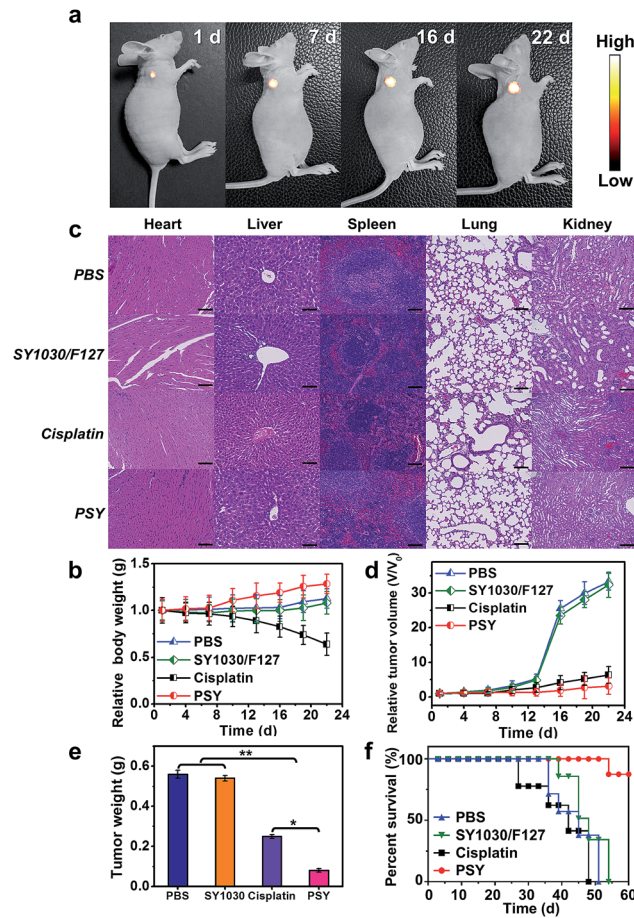 a
1 d
7 d
16 d
22 d
High
Low
c
Heart Liver Spleen Lung Kidney
PBS
SY1030/F127
Cisplatin
PSY
b
Relative body weight (g)
1.5
1.0
0.5
0.0
PBS
SY1030/F127
Cisplatin
PSY
0 4 8 12 16 20 24
Time (d)
d
Relative tumor volume (V/V0)
40
30
20
10
0
PBS
SY1030/F127
Cisplatin
PSY
0 4 8 12 16 20 24
Time (d)
e
Tumor weight (g)
0.6
0.4
0.2
0.0
**
*
PBS SY1030 Cisplatin PSY
f
Percent survival (%)
100
50
0
PBS
SY1030/F127
Cisplatin
PSY
0 10 20 30 40 50 60
Time (d)